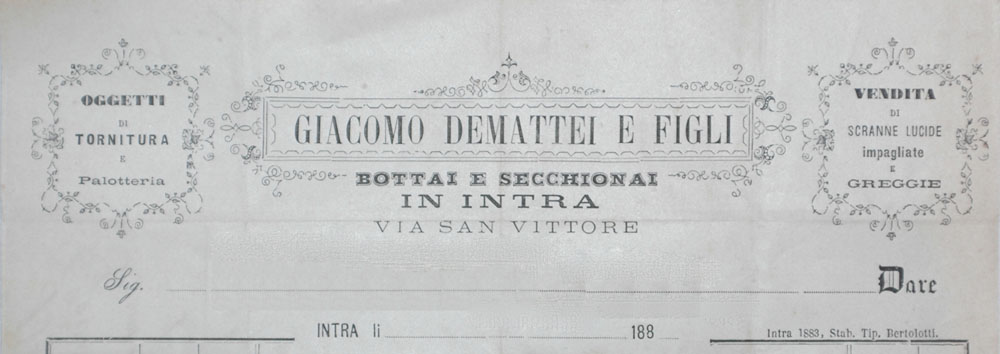 OGGETTI
DI
TORNITURA
E
Palotteria
GIACOMO DEMATTEI E FIGLI
BOTTAI E SECCHIONAI
IN INTRA
VIA SAN VITTORE
VENDITA
DI
SCRANNE LUCIDE
impagliate
E
GREGGIE
Sig. Dare
INTRA li 188
Intra 1883, Stab. Tip. Bertolotti.